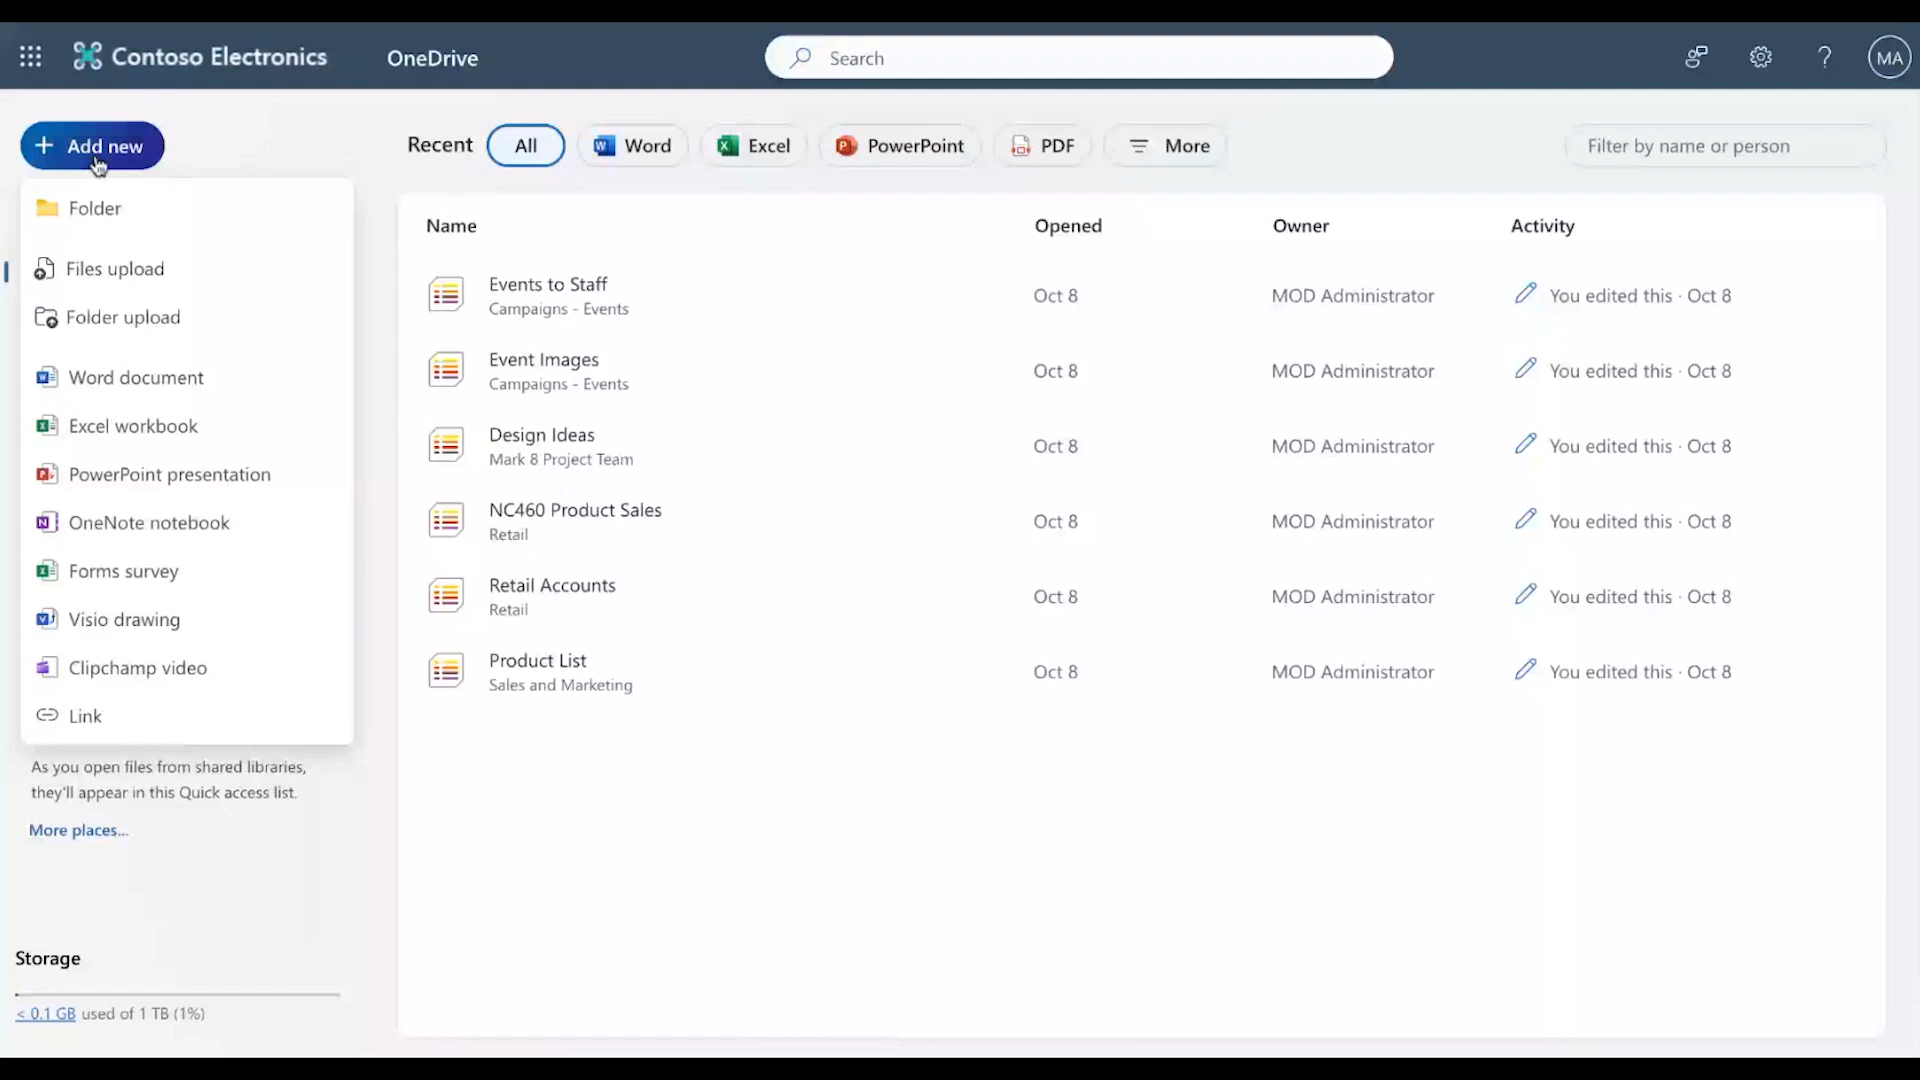 Contoso Electronics
OneDrive
Search
MA
Add new
Folder
Files upload
Folder upload
Word document
Excel workbook
PowerPoint presentation
OneNote notebook
Forms survey
Visio drawing
Clipchamp video
Link
As you open files from shared libraries,
they'll appear in this Quick access list.
More places...
Storage
< 0.1 GB used of 1 TB (1%)
Recent All Word Excel PowerPoint PDF More
Filter by name or person
Name Opened Owner Activity
Events to Staff
Campaigns - Events
Oct 8 MOD Administrator You edited this · Oct 8
Event Images
Campaigns - Events
Oct 8 MOD Administrator You edited this · Oct 8
Design Ideas
Mark 8 Project Team
Oct 8 MOD Administrator You edited this · Oct 8
NC460 Product Sales
Retail
Oct 8 MOD Administrator You edited this · Oct 8
Retail Accounts
Retail
Oct 8 MOD Administrator You edited this · Oct 8
Product List
Sales and Marketing
Oct 8 MOD Administrator You edited this · Oct 8